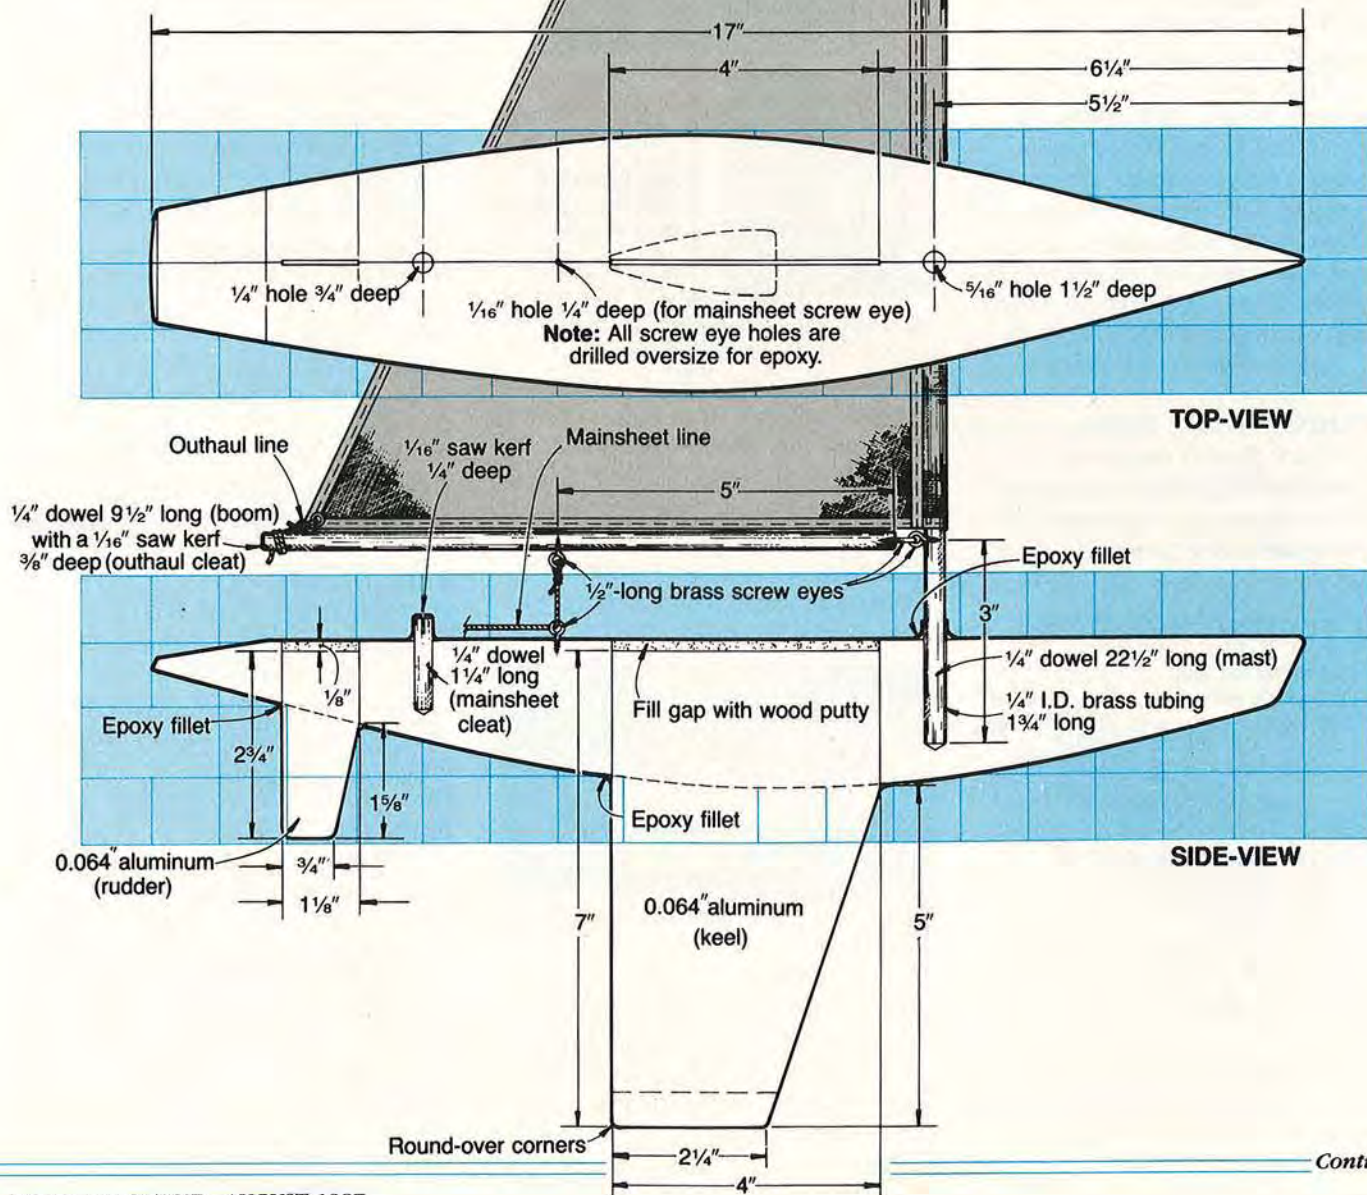 17"
4"
6¼"
5½"
¼" hole ¾" deep
1/16" hole ¼" deep (for mainsheet screw eye)
Note: All screw eye holes are
drilled oversize for epoxy.
5/16" hole 1½" deep
TOP-VIEW
Outhaul line
1/16" saw kerf
¼" deep
Mainsheet line
5"
¼" dowel 9½" long (boom)
with a 1/16" saw kerf
⅜" deep (outhaul cleat)
½"-long brass screw eyes
Epoxy fillet
3"
¼" dowel
1¼" long
(mainsheet
cleat)
⅛"
Fill gap with wood putty
¼" dowel 22½" long (mast)
¼" I.D. brass tubing
1¾" long
Epoxy fillet
2¾"
1⅝"
Epoxy fillet
0.064" aluminum
(rudder)
¾"
1⅛"
SIDE-VIEW
7"
0.064" aluminum
(keel)
5"
Round-over corners
2¼"
4"